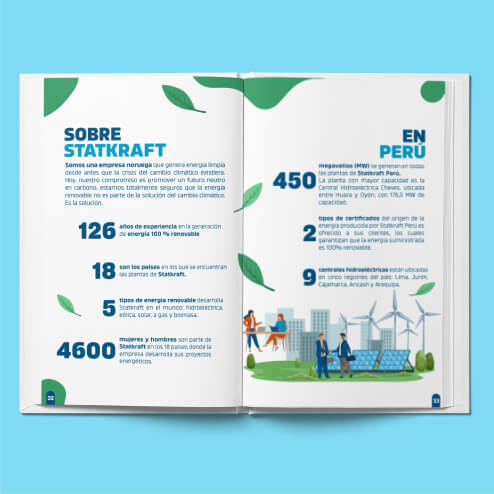 SOBRE
STATKRAFT
Somos una empresa noruega que genera energía limpia
desde antes que la crisis del cambio climático existiera.
Hoy, nuestro compromiso es promover un futuro neutro
en carbono, estamos totalmente seguros que la energía
renovable no es parte de la solución del cambio climático.
Es la solución.
126
años de experiencia en la generación
de energía 100 % renovable
18
son los países en los que se encuentran
las plantas de Statkraft.
5
tipos de energía renovable desarrolla
Statkraft en el mundo: hidroeléctrica,
eólica, solar, a gas y biomasa.
4600
mujeres y hombres son parte de
Statkraft en los 18 países donde la
empresa desarrolla sus proyectos
energéticos.
32
EN
PERÚ
450
megavatios (MW) se generan en todas
las plantas de Statkraft Perú.
La planta con mayor capacidad es la
Central Hidroeléctrica Cheves, ubicada
entre Huara y Oyón, con 176,5 MW de
capacidad.
2
tipos de certificados del origen de la
energía producida por Statkraft Perú es
ofrecido a sus clientes, los cuales
garantizan que la energía suministrada
es 100% renovable.
9
centrales hidroeléctricas están ubicadas
en cinco regiones del país: Lima, Junín,
Cajamarca, Ancash y Arequipa.
33